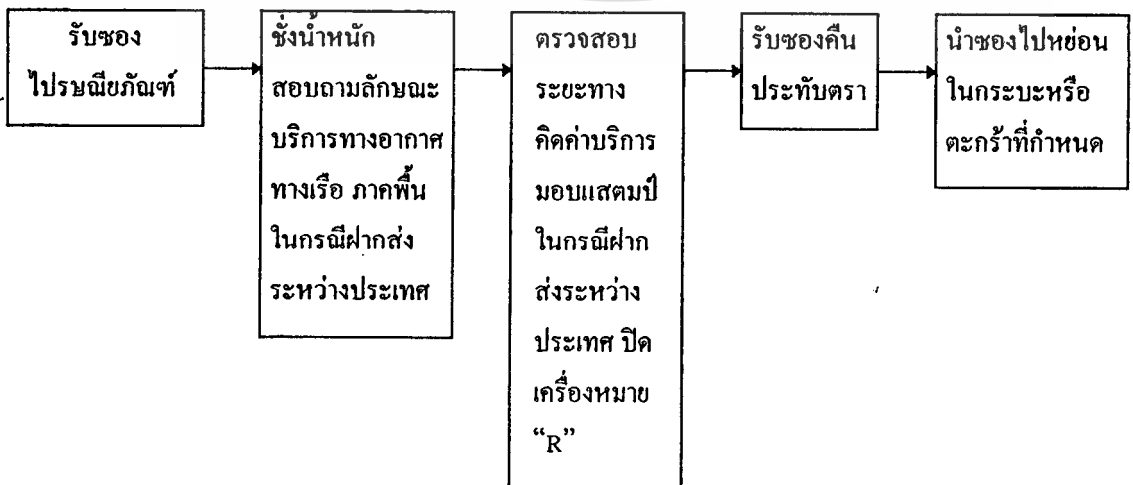 รับซอง
ไปรษณียภัณฑ์
ชั่งน้ำหนัก
สอบถามลักษณะ
บริการทางอากาศ
ทางเรือ ภาคพื้น
ในกรณีฝากส่ง
ระหว่างประเทศ
ตรวจสอบ
ระยะทาง
คิดค่าบริการ
มอบแสตมป์
ในกรณีฝาก
ส่งระหว่าง
ประเทศ ปิด
เครื่องหมาย
“R”
รับซองคืน
ประทับตรา
นำซองไปหย่อน
ในกระบะหรือ
ตะกร้าที่กำหนด